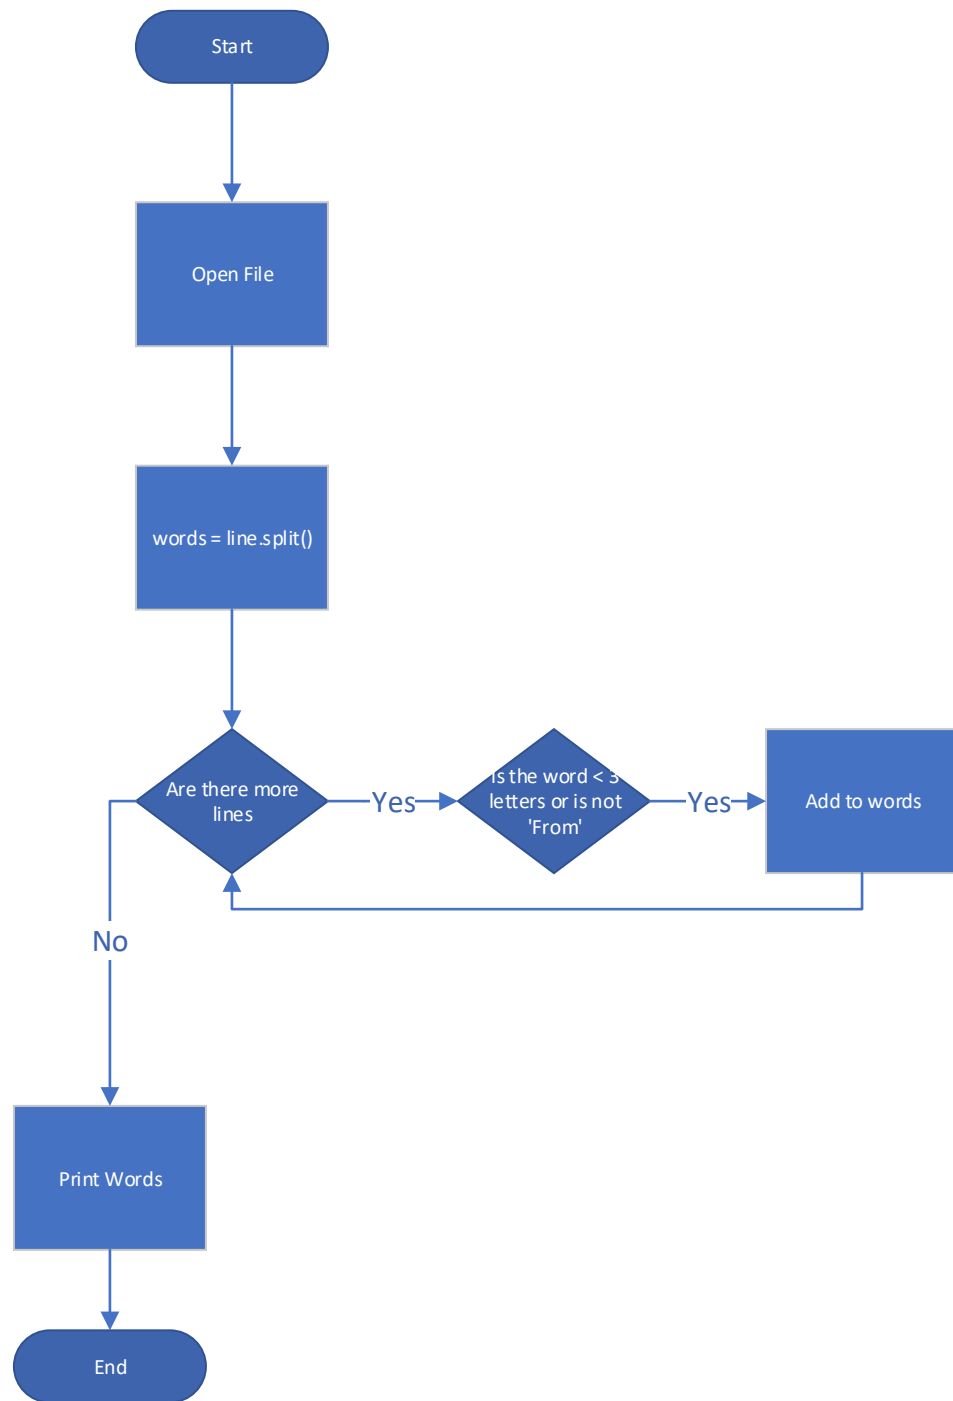 Start
Open File
words = line.split()
Are there more
lines
Yes
Is the word < 3
letters or is not
'From'
Yes
Add to words
No
Print Words
End